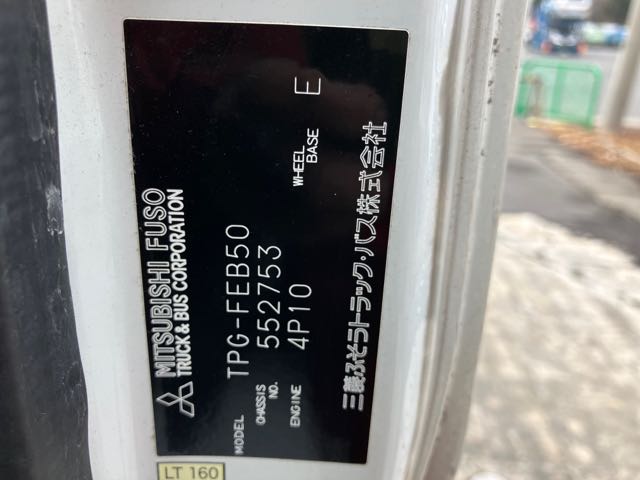 MITSUBISHI FUSO
TRUCK & BUS CORPORATION
MODEL TPG-FEB50
CHASSIS NO. 552753
ENGINE 4P10 WHEEL BASE E
三菱ふそうトラック・バス株式会社
LT 160